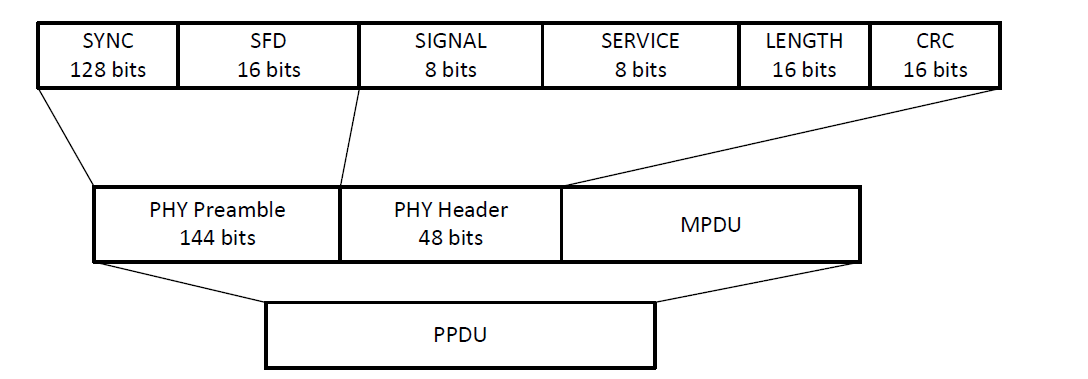 SYNC
128 bits
SFD
16 bits
SIGNAL
8 bits
SERVICE
8 bits
LENGTH
16 bits
CRC
16 bits
PHY Preamble
144 bits
PHY Header
48 bits
MPDU
PPDU